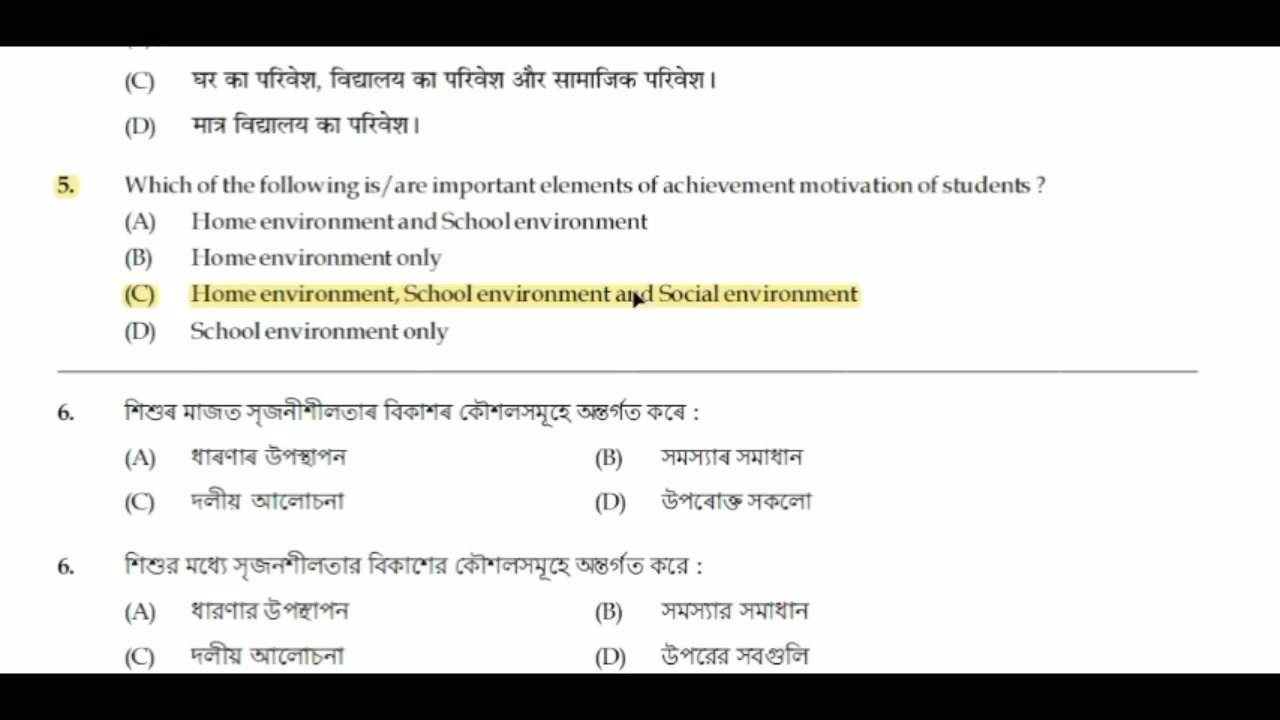 (C) घर का परिवेश, विद्यालय का परिवेश और सामाजिक परिवेश।
(D) मात्र विद्यालय का परिवेश।
5. Which of the following is/are important elements of achievement motivation of students ?
(A) Home environment and School environment
(B) Home environment only
(C) Home environment, School environment and Social environment
(D) School environment only
6. শিশুৰ মাজত সৃজনীশীলতাৰ বিকাশৰ কৌশলসমূহে অন্তৰ্গত কৰে :
(A) ধাৰণাৰ উপস্থাপন (B) সমস্যাৰ সমাধান
(C) দলীয় আলোচনা (D) উপৰোক্ত সকলো
6. শিশুর মধ্যে সৃজনশীলতার বিকাশের কৌশলসমূহে অন্তর্গত করে :
(A) ধারণার উপস্থাপন (B) সমস্যার সমাধান
(C) দলীয় আলোচনা (D) উপরের সবগুলি